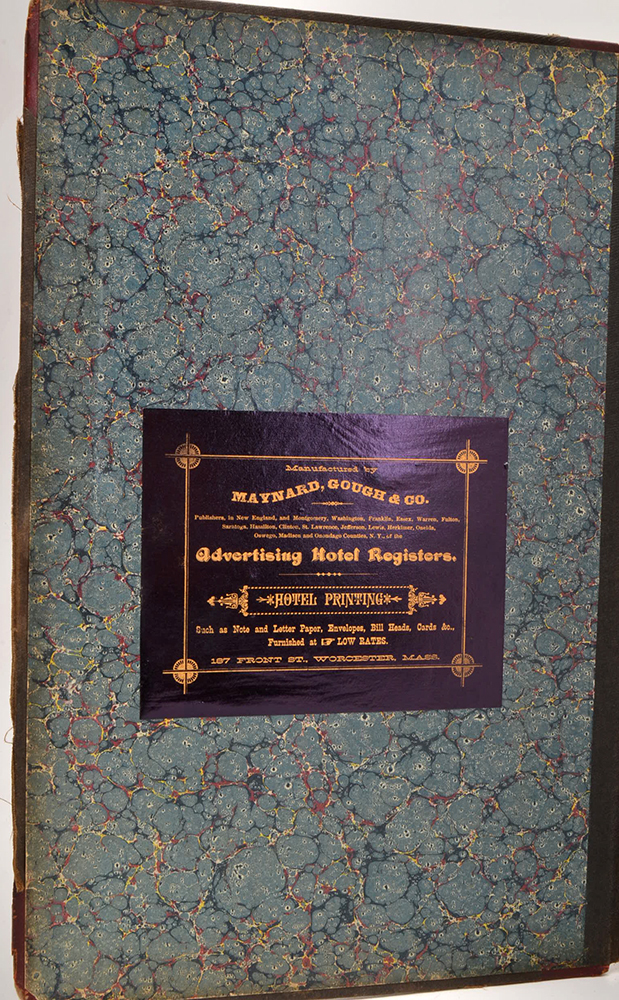 Manufactured by
MAYNARD, GOUGH & CO.
Publishers, in New England, and Montgomery, Washington, Franklin, Essex, Warren, Fulton,
Saratoga, Hamilton, Clinton, St. Lawrence, Jefferson, Lewis, Herkimer, Oneida,
Oswego, Madison and Onondago Counties, N. Y., of the
Advertising Hotel Registers.
HOTEL PRINTING
Such as Note and Letter Paper, Envelopes, Bill Heads, Cards &c.,
Furnished at ☞ LOW RATES.
187 FRONT ST., WORCESTER, MASS.